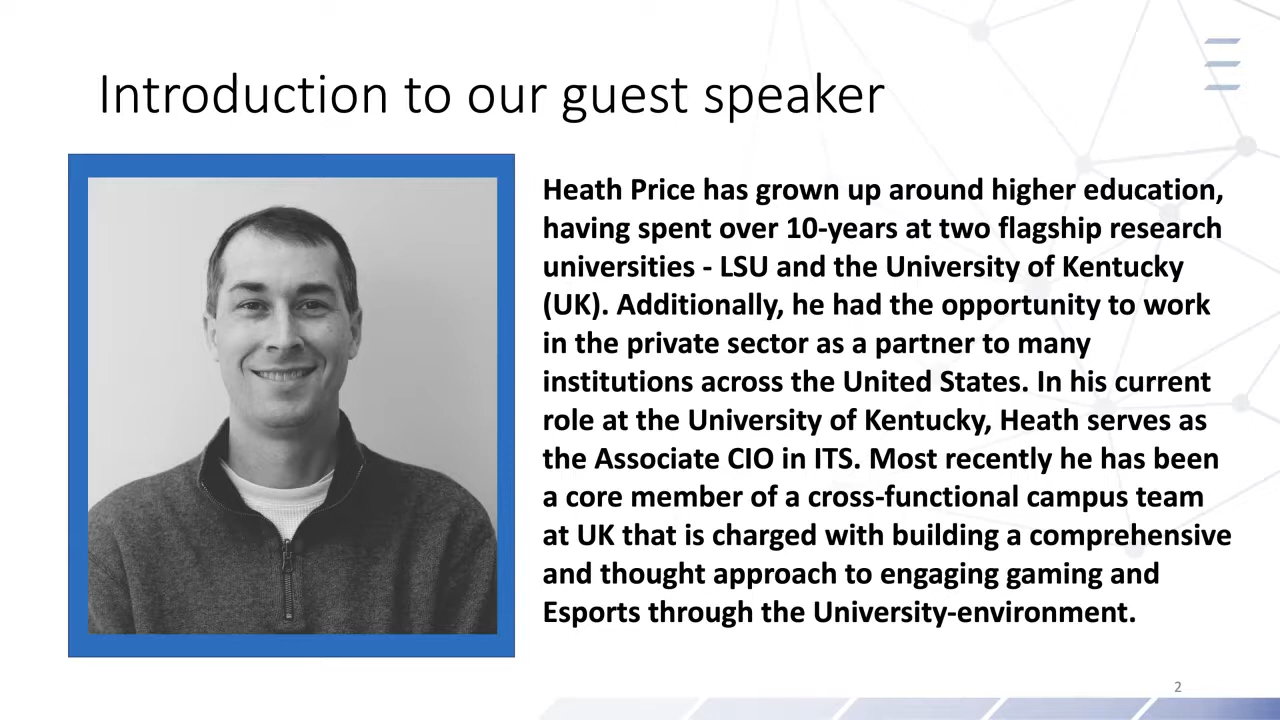 Introduction to our guest speaker
Heath Price has grown up around higher education,
having spent over 10-years at two flagship research
universities - LSU and the University of Kentucky
(UK). Additionally, he had the opportunity to work
in the private sector as a partner to many
institutions across the United States. In his current
role at the University of Kentucky, Heath serves as
the Associate CIO in ITS. Most recently he has been
a core member of a cross-functional campus team
at UK that is charged with building a comprehensive
and thought approach to engaging gaming and
Esports through the University-environment.
2